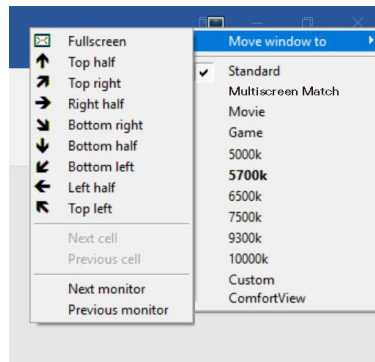 Fullscreen
Top half
Top right
Right half
Bottom right
Bottom half
Bottom left
Left half
Top left
Next cell
Previous cell
Next monitor
Previous monitor
Move window to
Standard
Multiscreen Match
Movie
Game
5000k
5700k
6500k
7500k
9300k
10000k
Custom
ComfortView